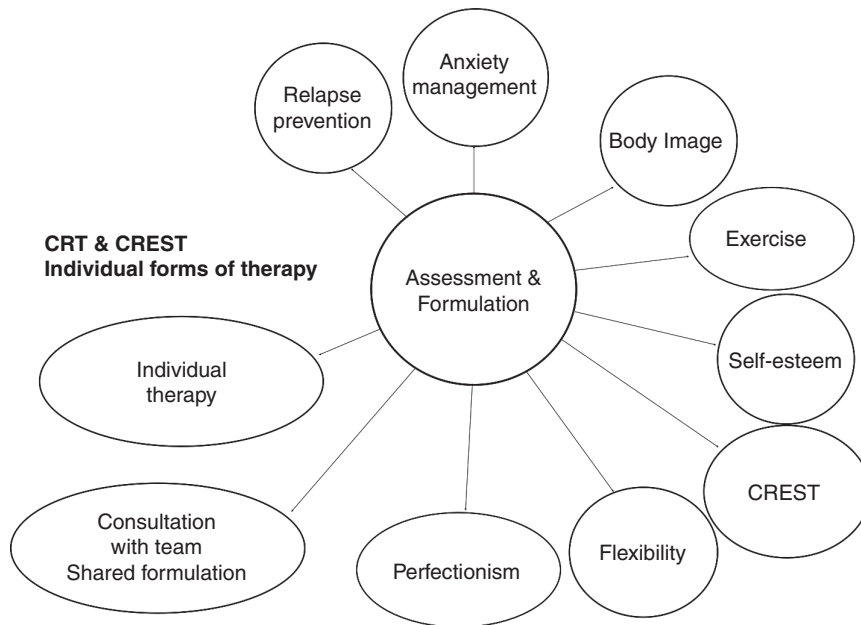 Anxiety
management
Relapse
prevention
Body Image
CRT & CREST
Individual forms of therapy
Exercise
Assessment &
Formulation
Self-esteem
Individual
therapy
CREST
Consultation
with team
Shared formulation
Perfectionism
Flexibility